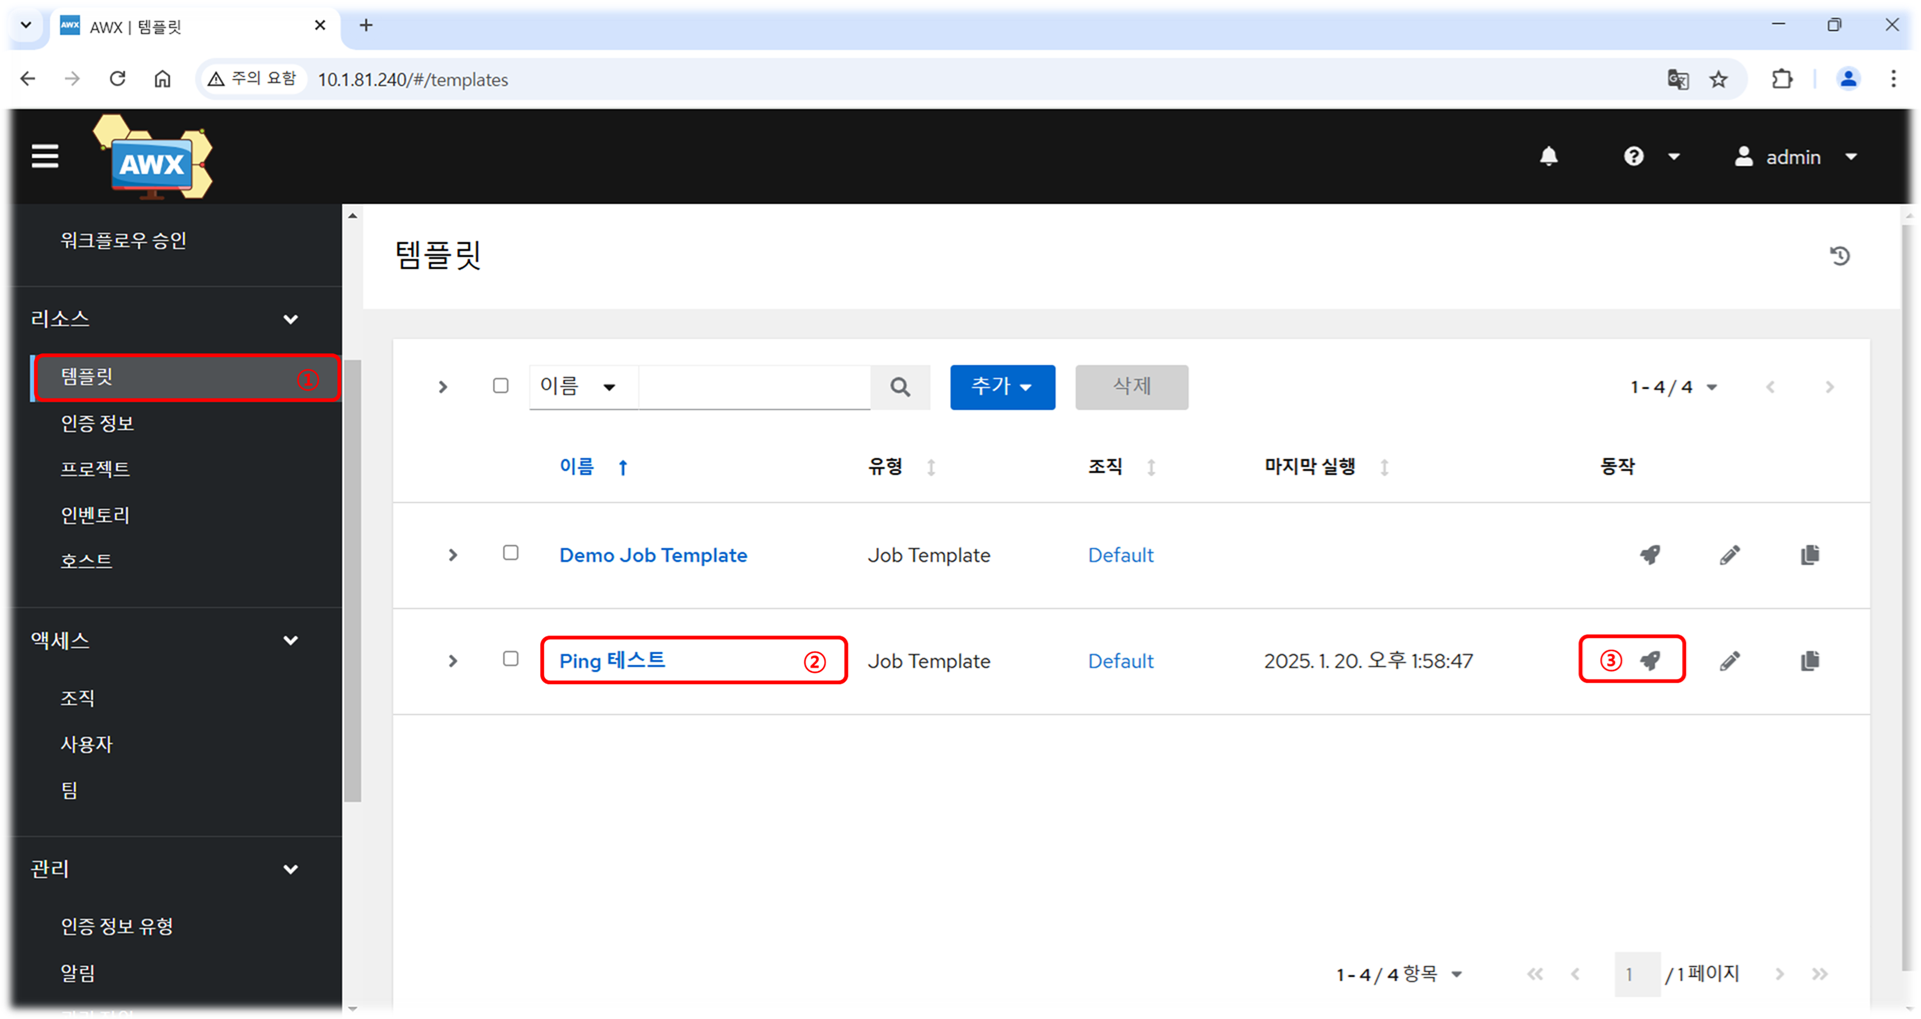 AWX | 템플릿
주의 요함 10.1.81.240/#/templates
AWX
admin
워크플로우 승인
리소스
템플릿 ①
인증 정보
프로젝트
인벤토리
호스트
액세스
조직
사용자
팀
관리
인증 정보 유형
알림
템플릿
이름 추가 삭제 1 - 4 / 4
이름 유형 조직 마지막 실행 동작
Demo Job Template Job Template Default
Ping 테스트 ② Job Template Default 2025. 1. 20. 오후 1:58:47 ③
1 - 4 / 4 항목 1 / 1 페이지